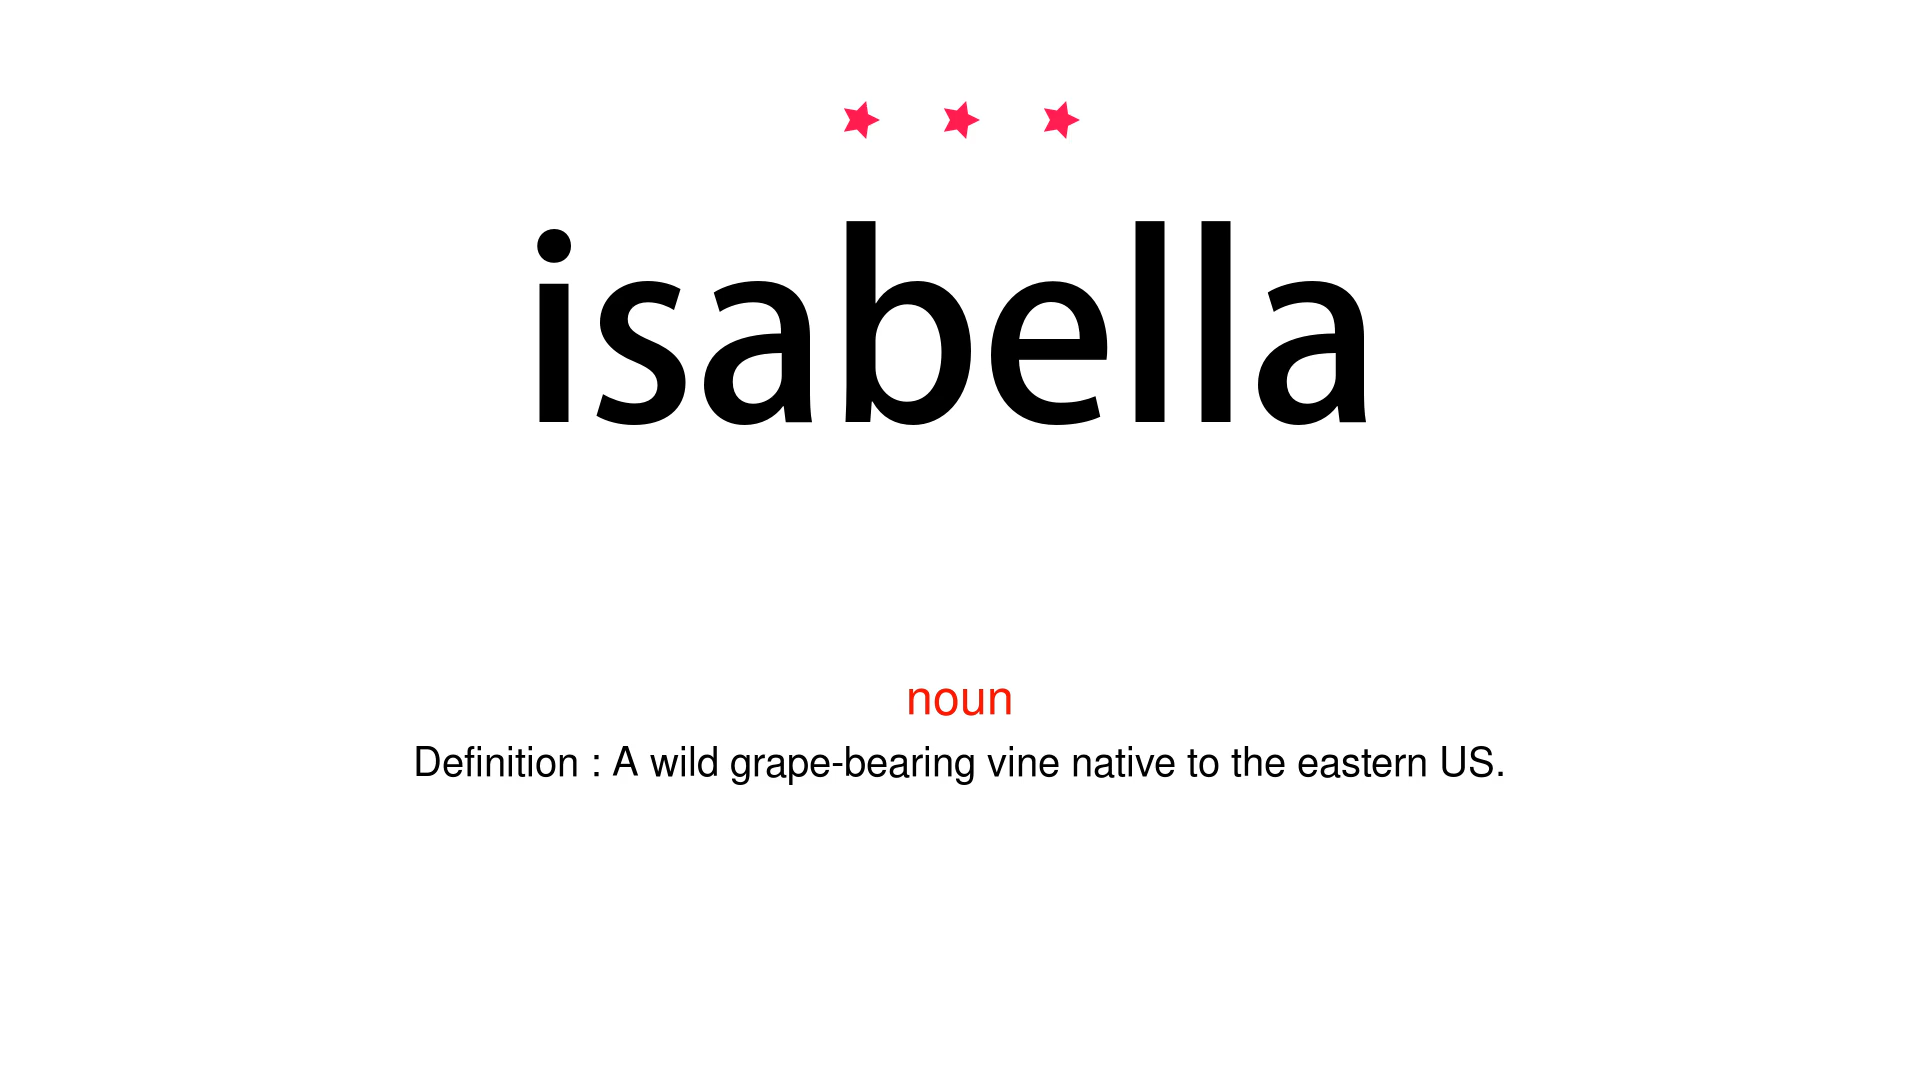 isabella
noun
Definition : A wild grape-bearing vine native to the eastern US.